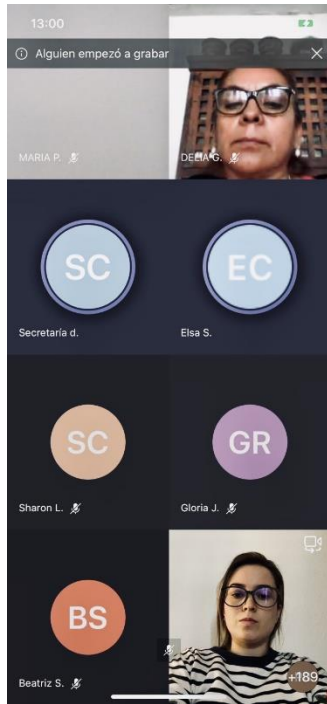 13:00
Alguien empezó a grabar
MARIA P.
DELIA G.
SC
EC
Secretaría d.
Elsa S.
SC
GR
Sharon L.
Gloria J.
BS
Beatriz S.
+189